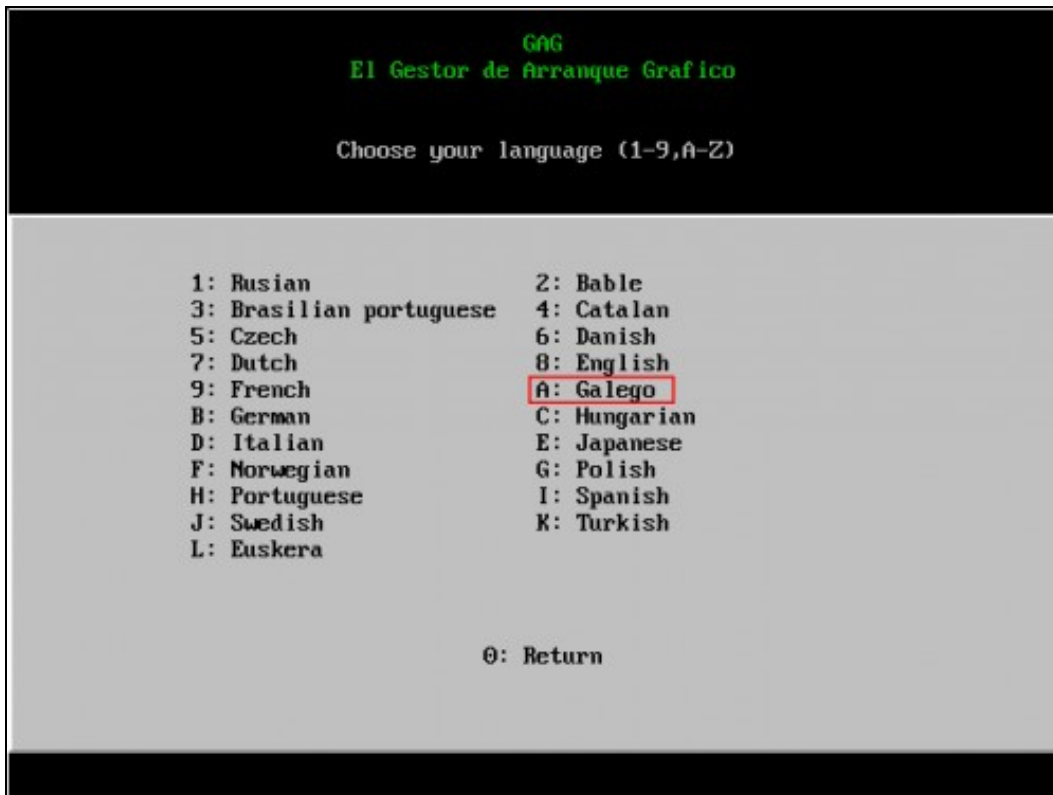 GAG
El Gestor de Arranque Grafico
Choose your language (1-9,A-Z)
1: Rusian 2: Bable
3: Brasilian portuguese 4: Catalan
5: Czech 6: Danish
7: Dutch 8: English
9: French A: Galego
B: German C: Hungarian
D: Italian E: Japanese
F: Norwegian G: Polish
H: Portuguese I: Spanish
J: Swedish K: Turkish
L: Euskera
0: Return